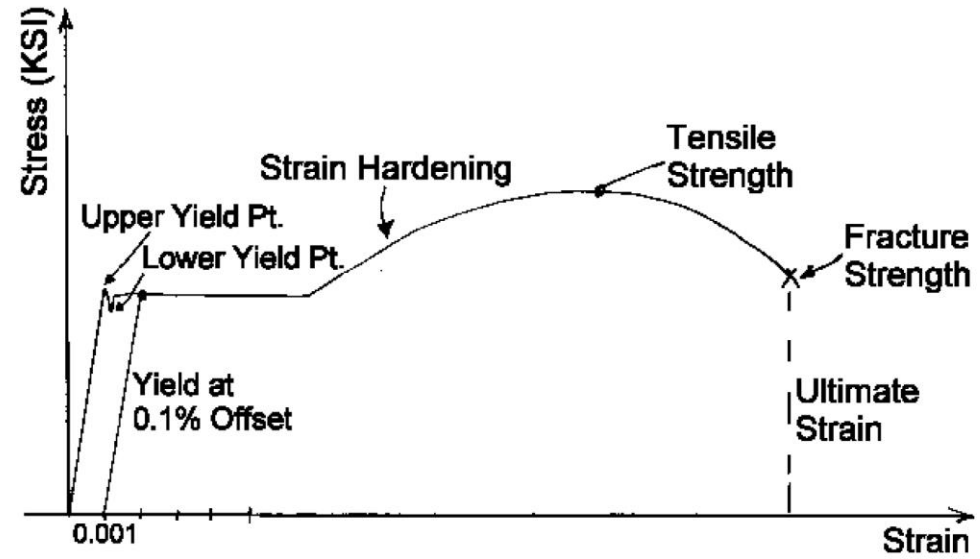 Stress (KSI)
Tensile
Strength
Strain Hardening
Upper Yield Pt.
Lower Yield Pt.
Fracture
Strength
Yield at
0.1% Offset
Ultimate
Strain
0.001
Strain